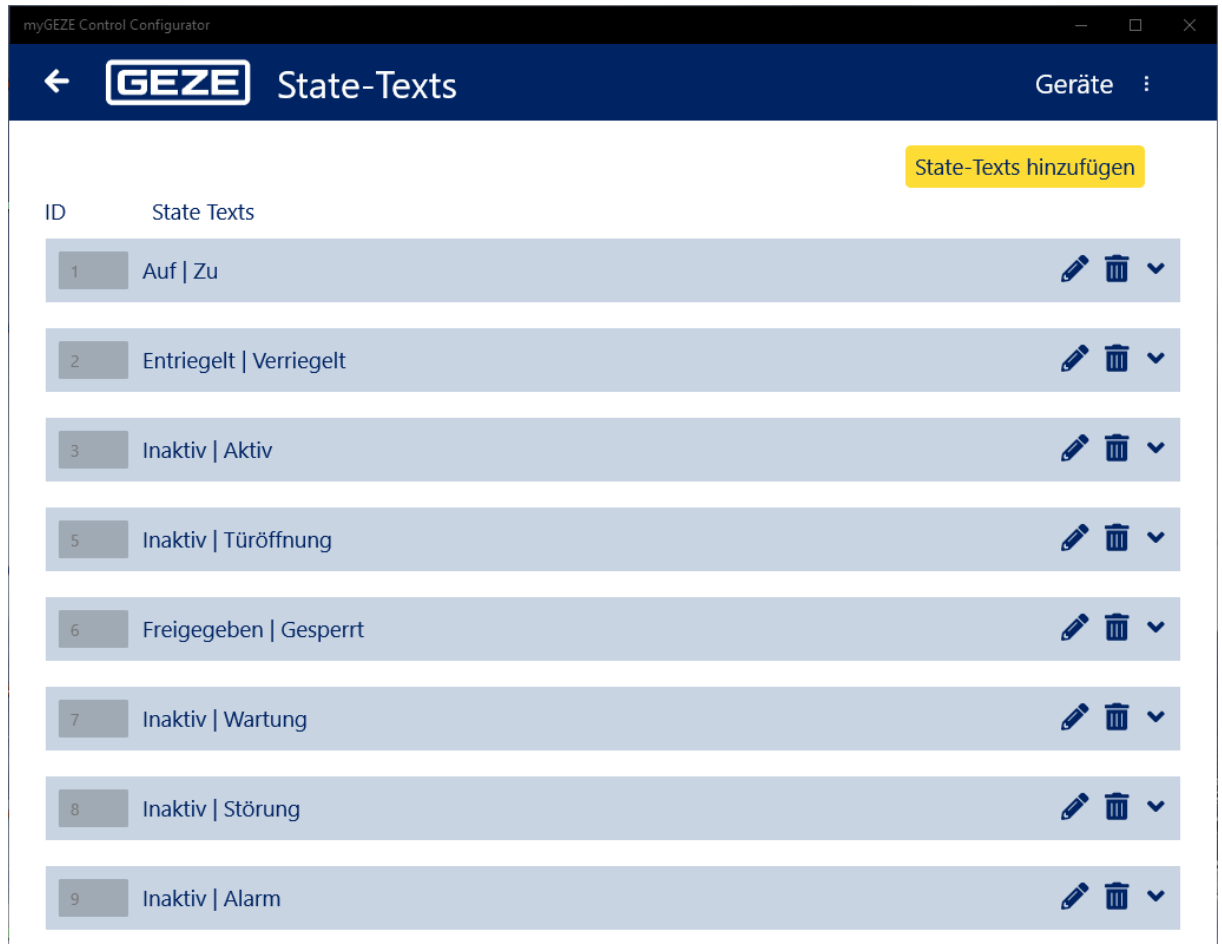 myGEZE Control Configurator
GEZE State-Texts Geräte
State-Texts hinzufügen
ID State Texts
1 Auf | Zu
2 Entriegelt | Verriegelt
3 Inaktiv | Aktiv
5 Inaktiv | Türöffnung
6 Freigegeben | Gesperrt
7 Inaktiv | Wartung
8 Inaktiv | Störung
9 Inaktiv | Alarm